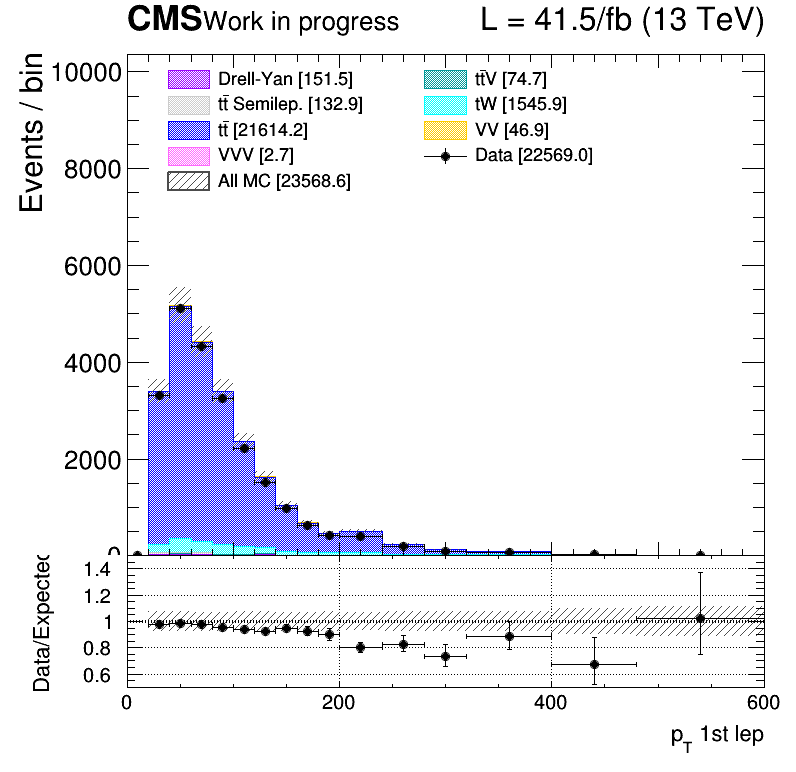 CMS Work in progress L = 41.5/fb (13 TeV)
Events / bin
10000
8000
6000
4000
2000
0
Drell-Yan [151.5]
tt̄ Semilep. [132.9]
tt̄ [21614.2]
VVV [2.7]
All MC [23568.6]
tt̄V [74.7]
tW [1545.9]
VV [46.9]
Data [22569.0]
Data/Expected
1.4
1.2
1
0.8
0.6
0 200 400 600
p_T 1st lep